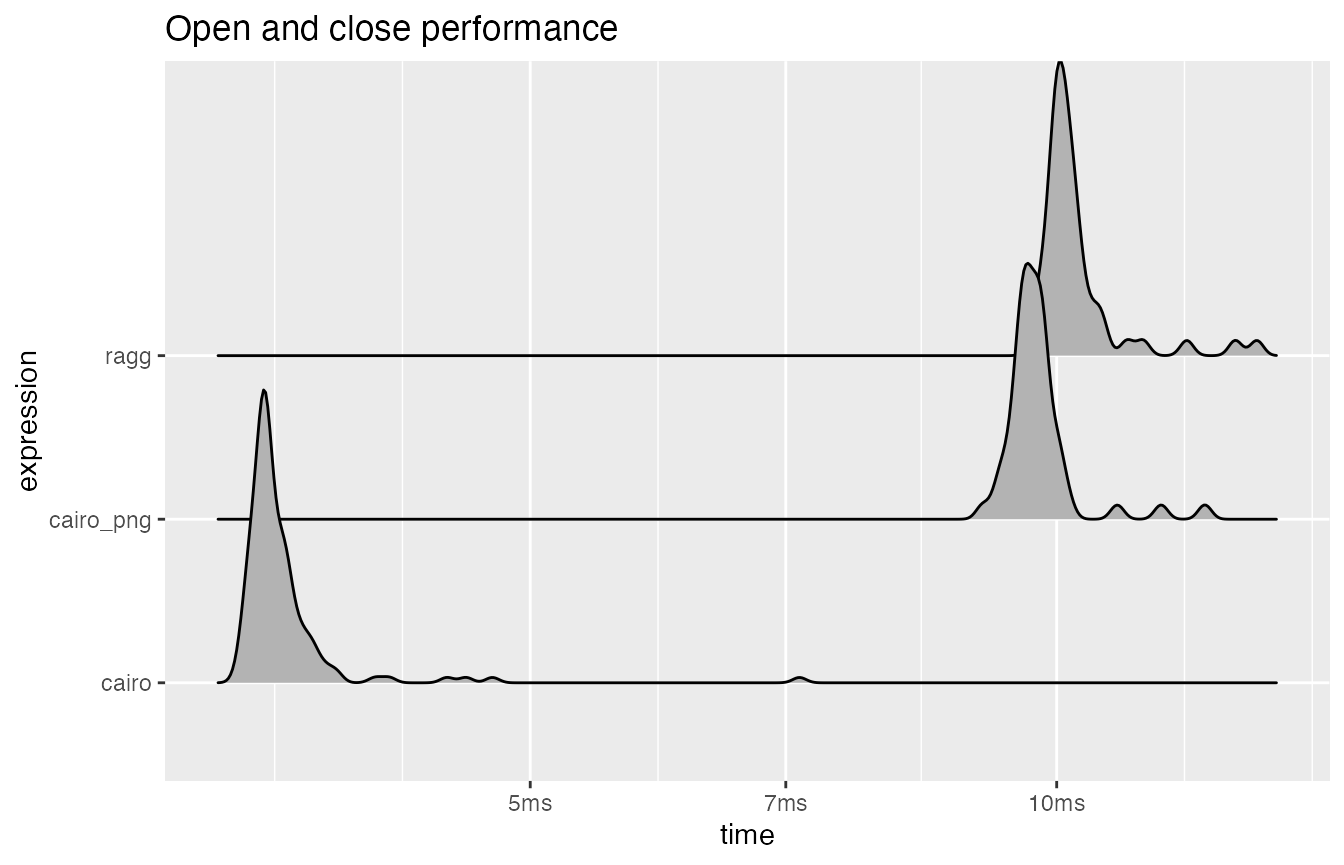 Open and close performance
expression
ragg
cairo_png
cairo
5ms 7ms 10ms
time